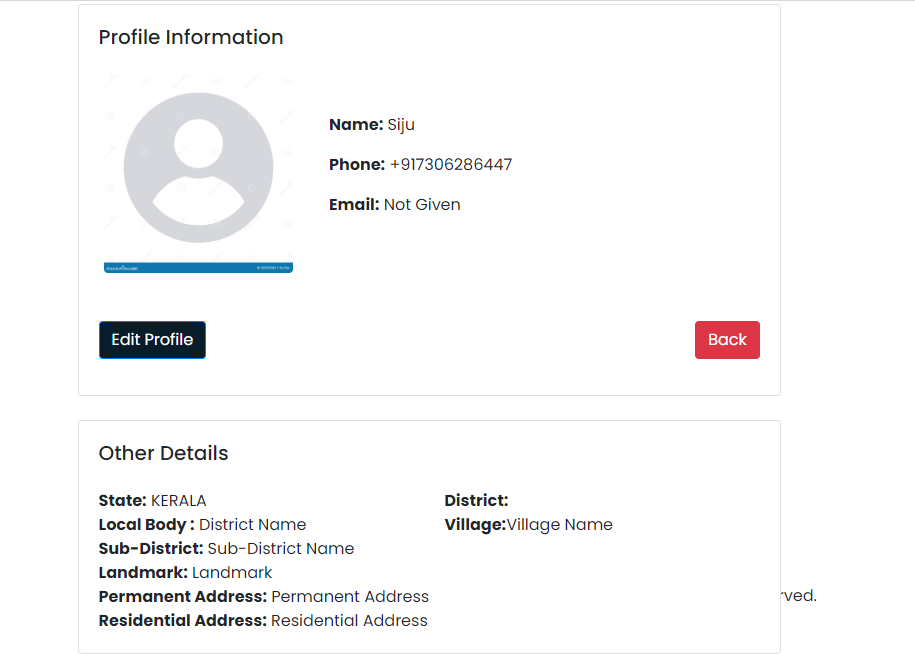 Profile Information
Name: Siju
Phone: +917306286447
Email: Not Given
Edit Profile
Back
Other Details
State: KERALA
District:
Local Body : District Name
Village:Village Name
Sub-District: Sub-District Name
Landmark: Landmark
Permanent Address: Permanent Address
rved.
Residential Address: Residential Address